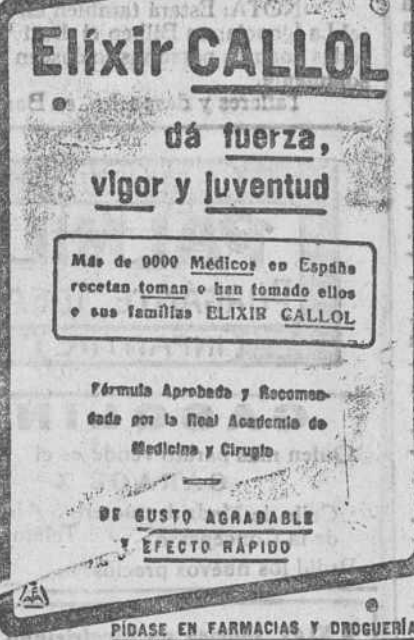 Elíxir CALLOL
dá fuerza,
vigor y juventud
Más de 9000 Médicos en España
recetan toman o han tomado ellos
o sus familias ELIXIR CALLOL
Fórmula Aprobada y Recomen-
dada por la Real Academia de
Medicina y Cirugía
DE GUSTO AGRADABLE
Y EFECTO RÁPIDO
PÍDASE EN FARMACIAS Y DROGUERÍA